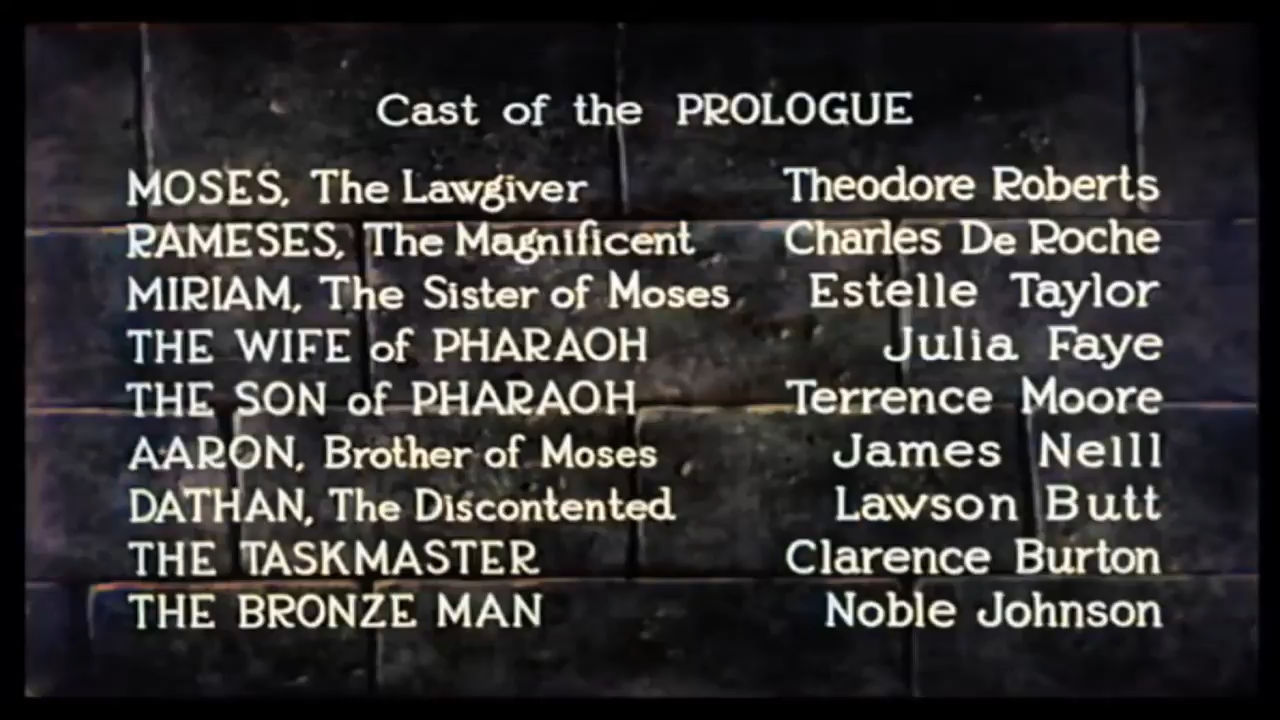 Cast of the PROLOGUE
MOSES, The Lawgiver Theodore Roberts
RAMESES, The Magnificent Charles De Roche
MIRIAM, The Sister of Moses Estelle Taylor
THE WIFE of PHARAOH Julia Faye
THE SON of PHARAOH Terrence Moore
AARON, Brother of Moses James Neill
DATHAN, The Discontented Lawson Butt
THE TASKMASTER Clarence Burton
THE BRONZE MAN Noble Johnson